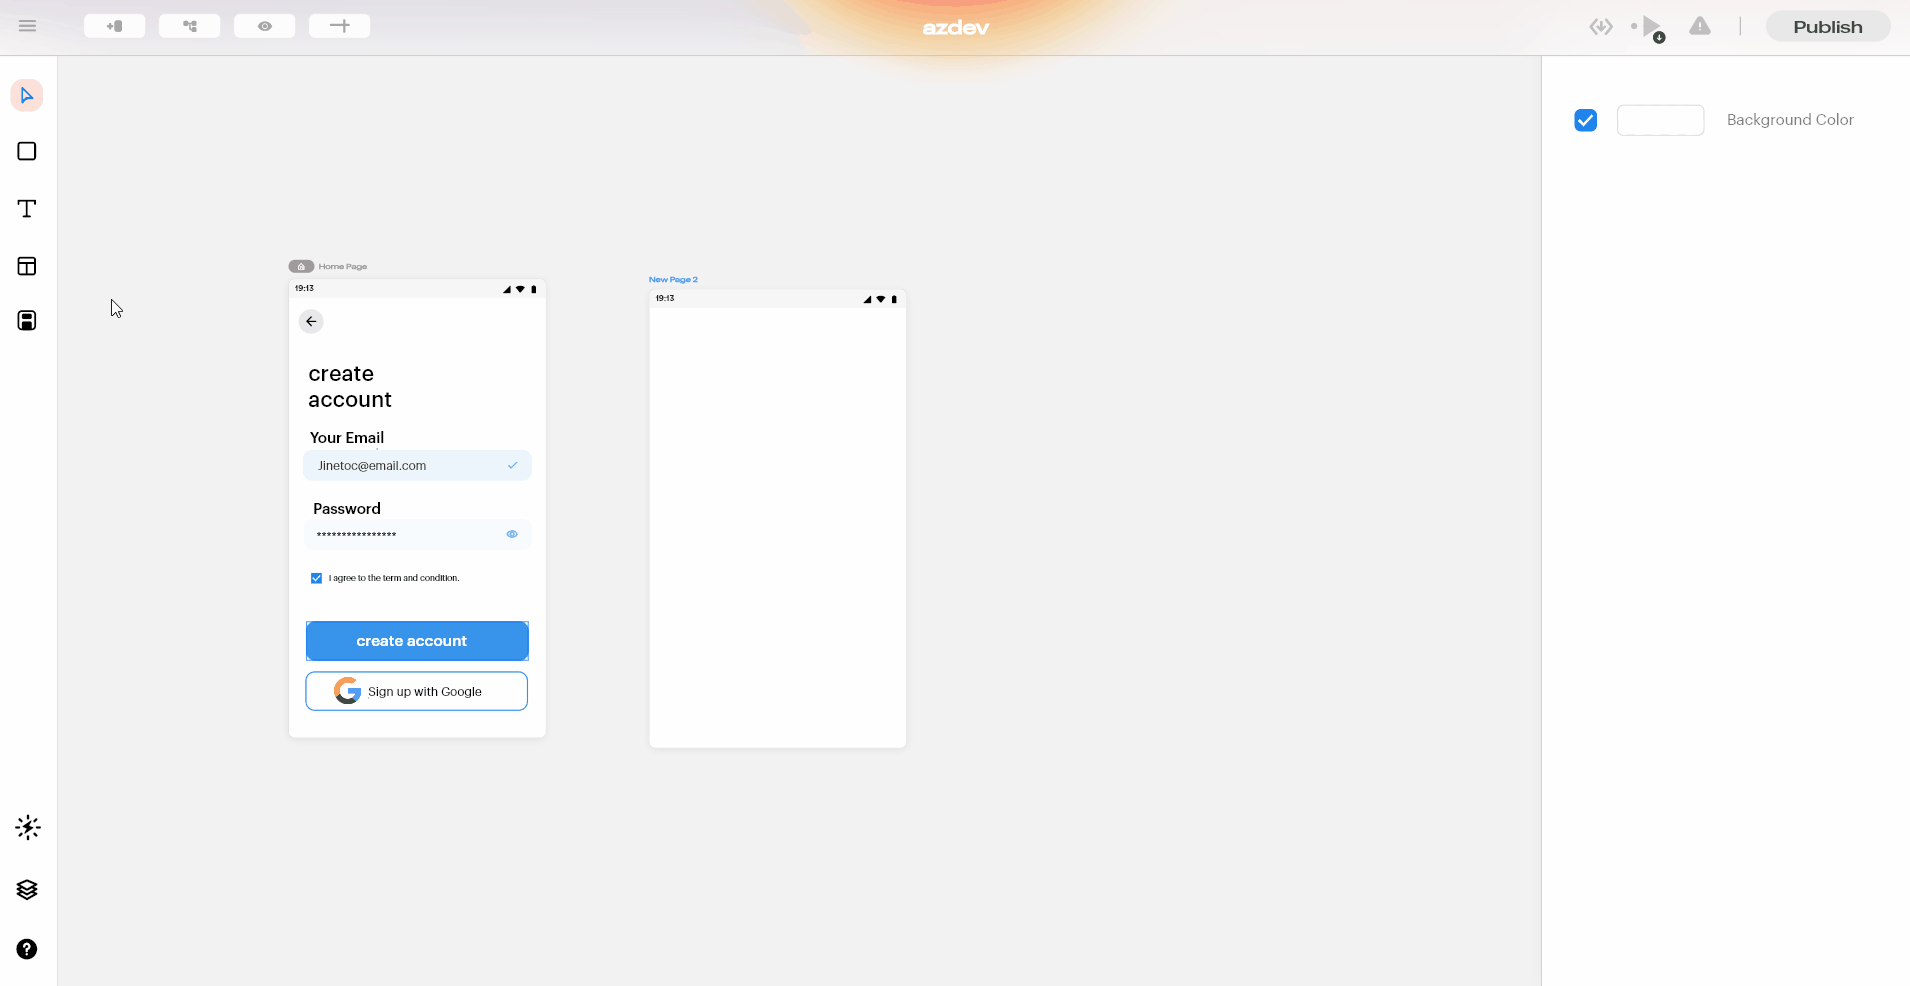 azdev
Publish
Background Color
Home Page
19:13
create
account
Your Email
Jinetoc@email.com
Password
****************
I agree to the term and condition.
create account
Sign up with Google
New Page 2
19:13